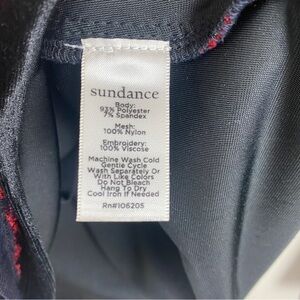 sundance
Body:
93% Polyester
7% Spandex
Mesh:
100% Nylon
Embroidery:
100% Viscose
Machine Wash Cold
Gentle Cycle
Wash Separately Or
With Like Colors
Do Not Bleach
Hang To Dry
Cool Iron If Needed
Rn#106205